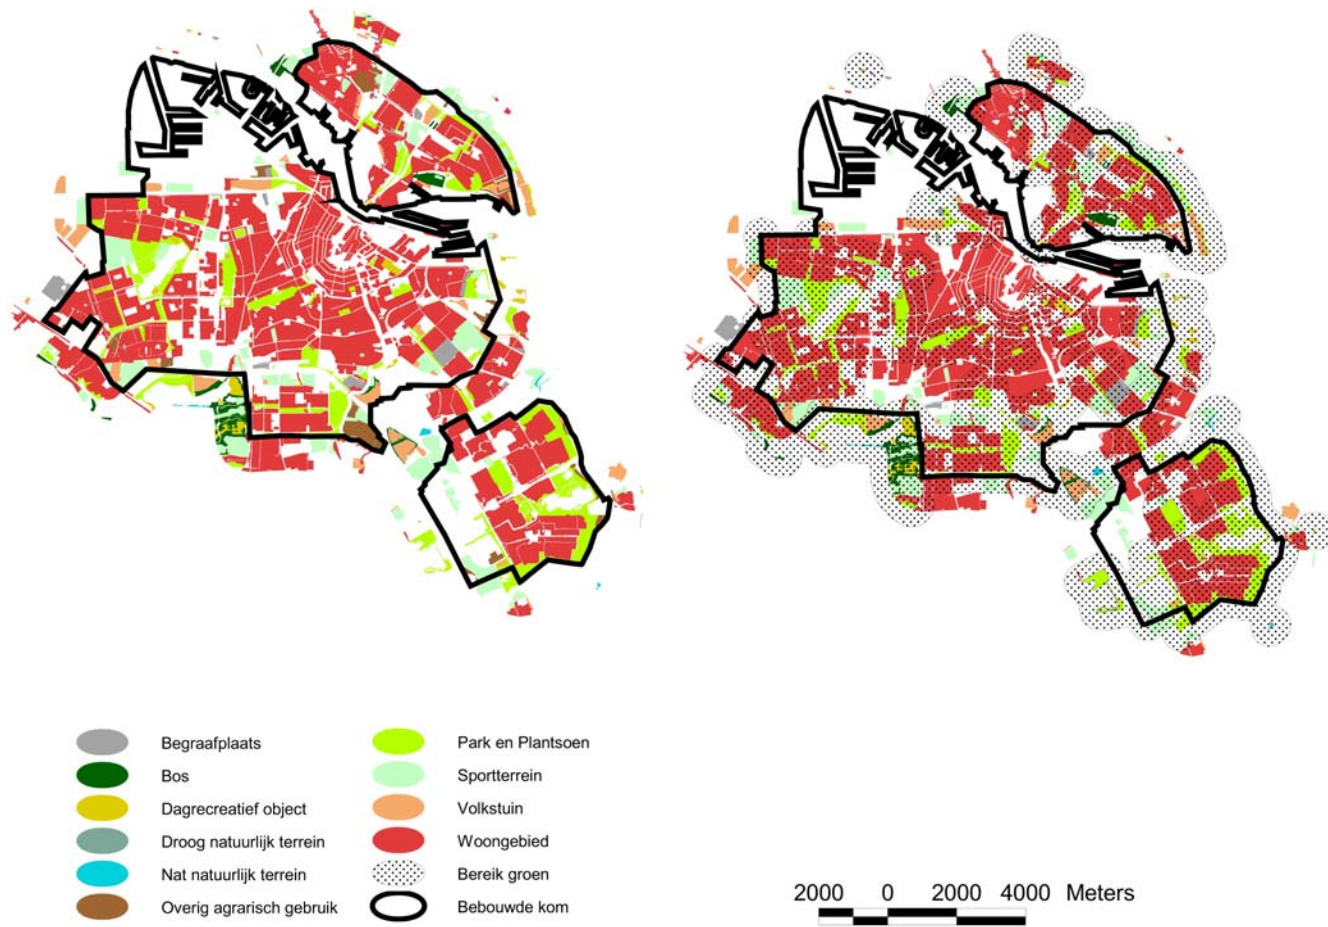 Begraafplaats
Bos
Dagrecreatief object
Droog natuurlijk terrein
Nat natuurlijk terrein
Overig agrarisch gebruik
Park en Plantsoen
Sportterrein
Volkstuin
Woongebied
Bereik groen
Bebouwde kom
2000 0 2000 4000 Meters